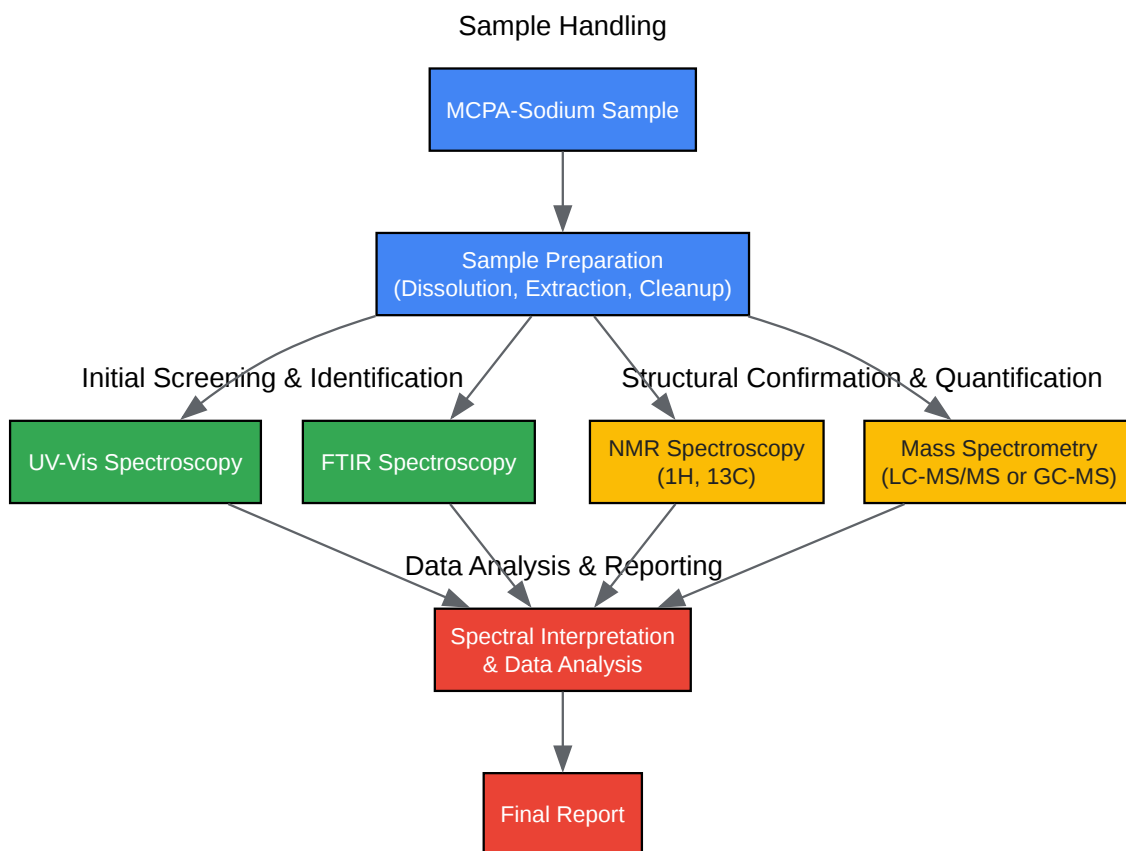 Sample Handling
MCPA-Sodium Sample
Sample Preparation
(Dissolution, Extraction, Cleanup)
Initial Screening & Identification
Structural Confirmation & Quantification
UV-Vis Spectroscopy
FTIR Spectroscopy
NMR Spectroscopy
(1H, 13C)
Mass Spectrometry
(LC-MS/MS or GC-MS)
Data Analysis & Reporting
Spectral Interpretation
& Data Analysis
Final Report